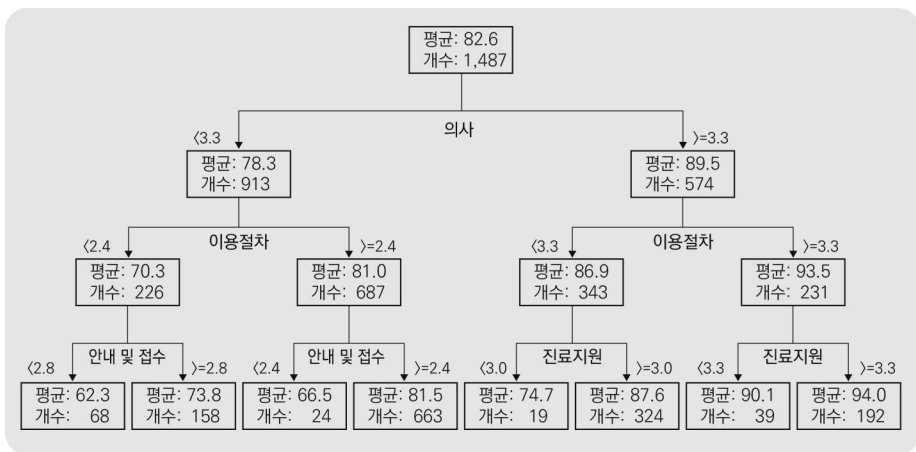 평균: 82.6
개수: 1,487
의사
〈3.3
〉=3.3
평균: 78.3
개수: 913
평균: 89.5
개수: 574
이용절차
이용절차
〈2.4
〉=2.4
〈3.3
〉=3.3
평균: 70.3
개수: 226
평균: 81.0
개수: 687
평균: 86.9
개수: 343
평균: 93.5
개수: 231
안내 및 접수
안내 및 접수
진료지원
진료지원
〈2.8
〉=2.8
〈2.4
〉=2.4
〈3.0
〉=3.0
〈3.3
〉=3.3
평균: 62.3
개수: 68
평균: 73.8
개수: 158
평균: 66.5
개수: 24
평균: 81.5
개수: 663
평균: 74.7
개수: 19
평균: 87.6
개수: 324
평균: 90.1
개수: 39
평균: 94.0
개수: 192